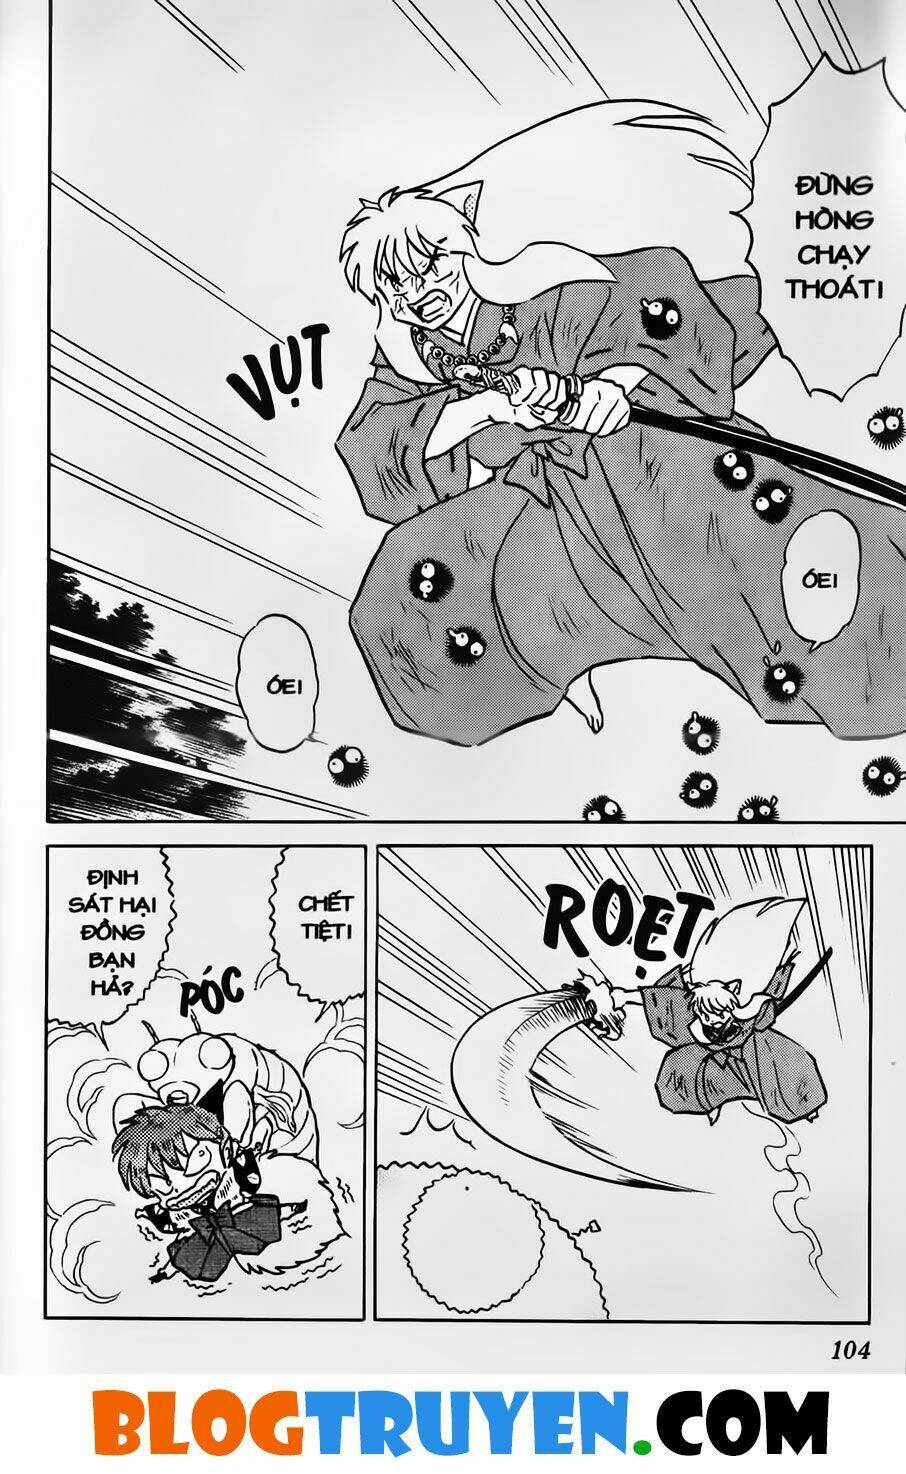 ĐỪNG
HÒNG
CHẠY
THOÁT!
VỤT
ÓE!
ÓE!
ROẸT
CHẾT
TIỆT!
ĐỊNH
SÁT HẠI
ĐỒNG
BẠN
HẢ?
PÓC
104
BLOGTRUYEN.COM